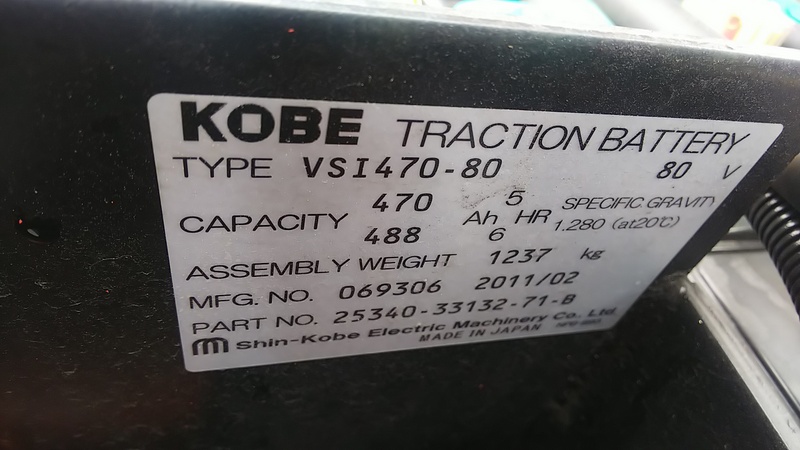 KOBE TRACTION BATTERY
TYPE VSI470-80 80 V
CAPACITY 470 Ah 5 HR SPECIFIC GRAVITY
488 6 1.280 (at20℃)
ASSEMBLY WEIGHT 1237 kg
MFG. NO. 069306 2011/02
PART NO. 25340-33132-71-B
Shin-Kobe Electric Machinery Co., Ltd.
MADE IN JAPAN